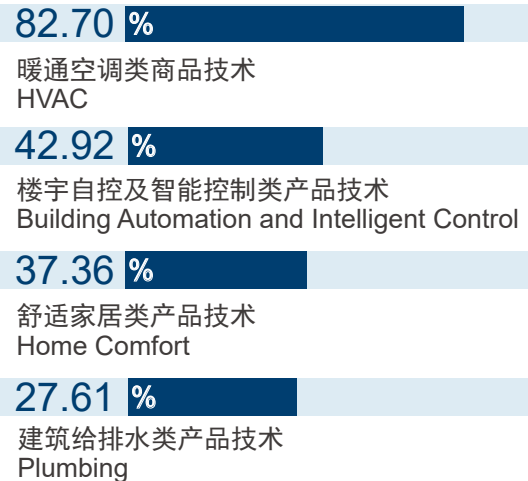 82.70 %
暖通空调类商品技术
HVAC
42.92 %
楼宇自控及智能控制类产品技术
Building Automation and Intelligent Control
37.36 %
舒适家居类产品技术
Home Comfort
27.61 %
建筑给排水类产品技术
Plumbing